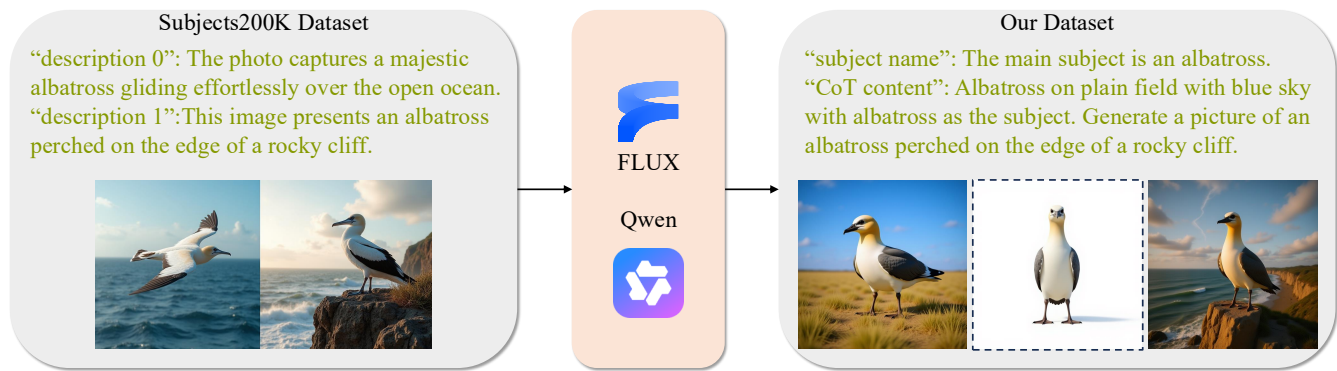 Subjects200K Dataset
“description 0”: The photo captures a majestic
albatross gliding effortlessly over the open ocean.
“description 1”:This image presents an albatross
perched on the edge of a rocky cliff.
FLUX
Qwen
Our Dataset
“subject name”: The main subject is an albatross.
“CoT content”: Albatross on plain field with blue sky
with albatross as the subject. Generate a picture of an
albatross perched on the edge of a rocky cliff.